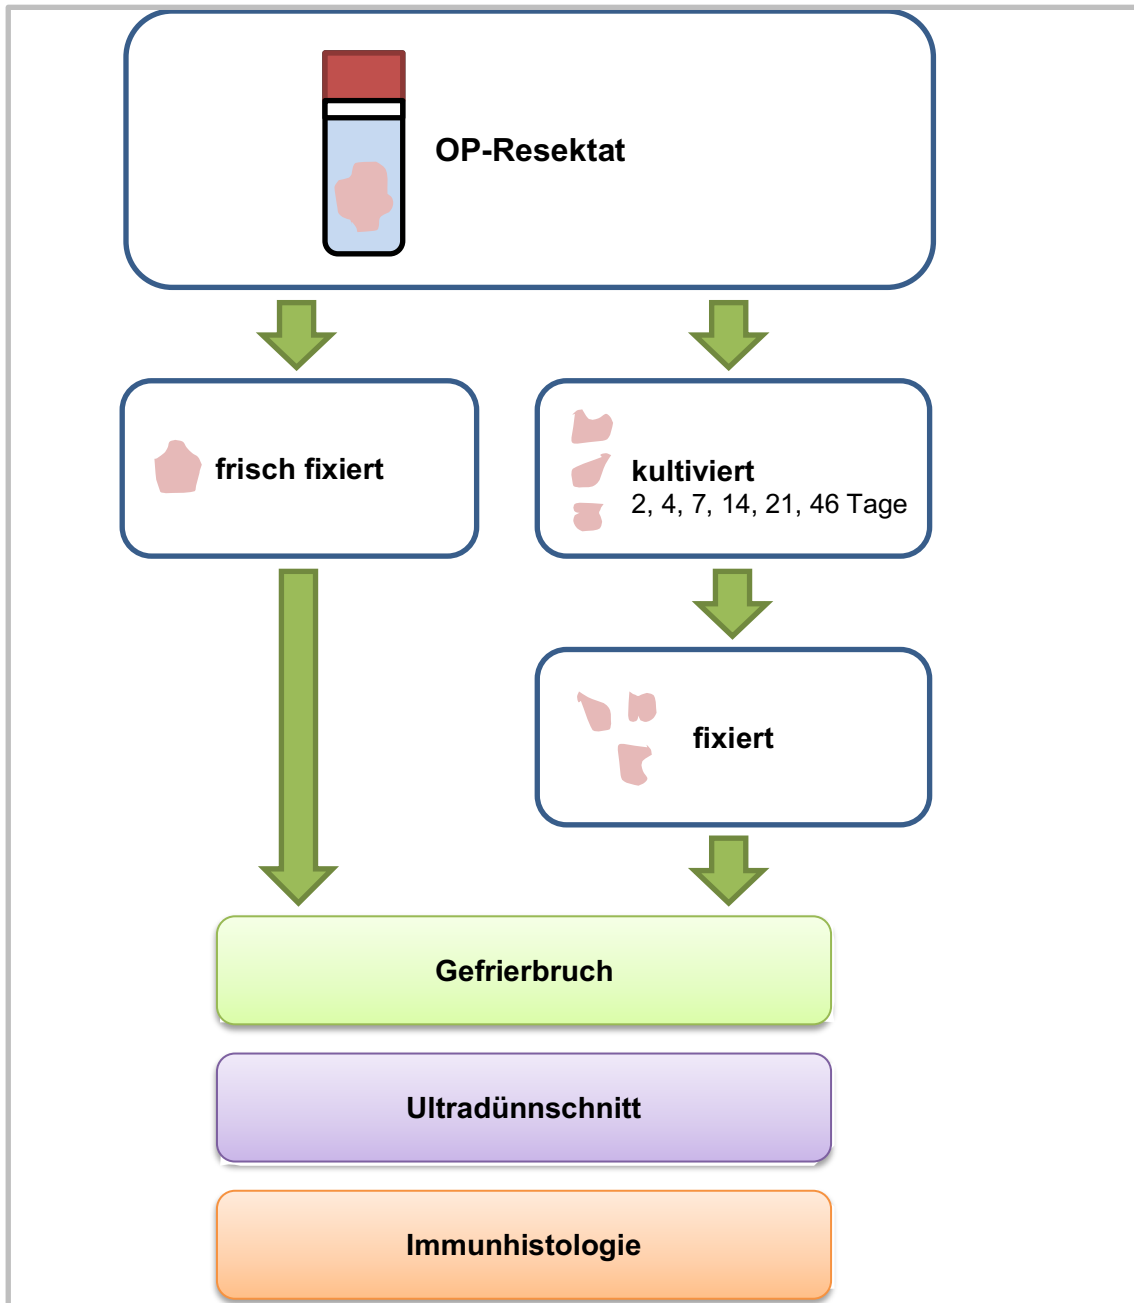 OP-Resektat
frisch fixiert
kultiviert
2, 4, 7, 14, 21, 46 Tage
fixiert
Gefrierbruch
Ultradünnschnitt
Immunhistologie